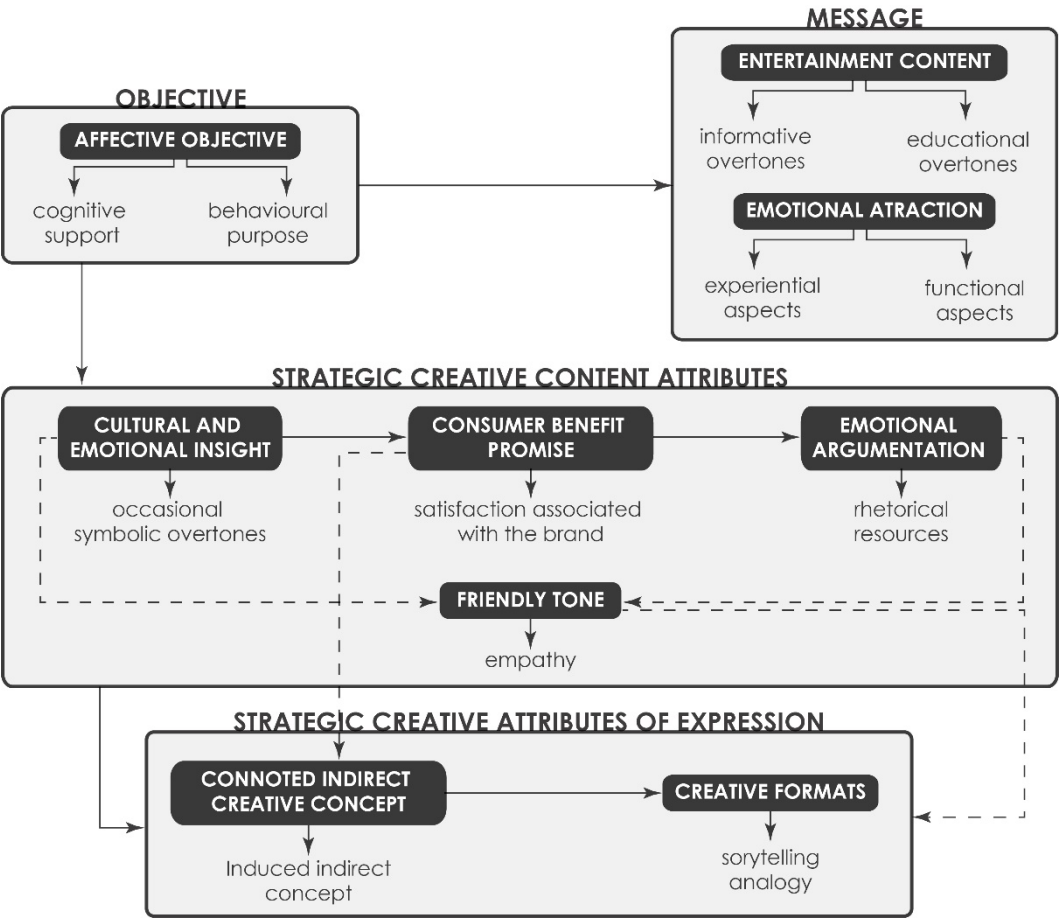 MESSAGE
ENTERTAINMENT CONTENT
informative
overtones
educational
overtones
EMOTIONAL ATRACTION
experiential
aspects
functional
aspects
OBJECTIVE
AFFECTIVE OBJECTIVE
cognitive
support
behavioural
purpose
STRATEGIC CREATIVE CONTENT ATTRIBUTES
CULTURAL AND
EMOTIONAL INSIGHT
occasional
symbolic overtones
CONSUMER BENEFIT
PROMISE
satisfaction associated
with the brand
EMOTIONAL
ARGUMENTATION
rhetorical
resources
FRIENDLY TONE
empathy
STRATEGIC CREATIVE ATTRIBUTES OF EXPRESSION
CONNOTED INDIRECT
CREATIVE CONCEPT
Induced indirect
concept
CREATIVE FORMATS
sorytelling
analogy